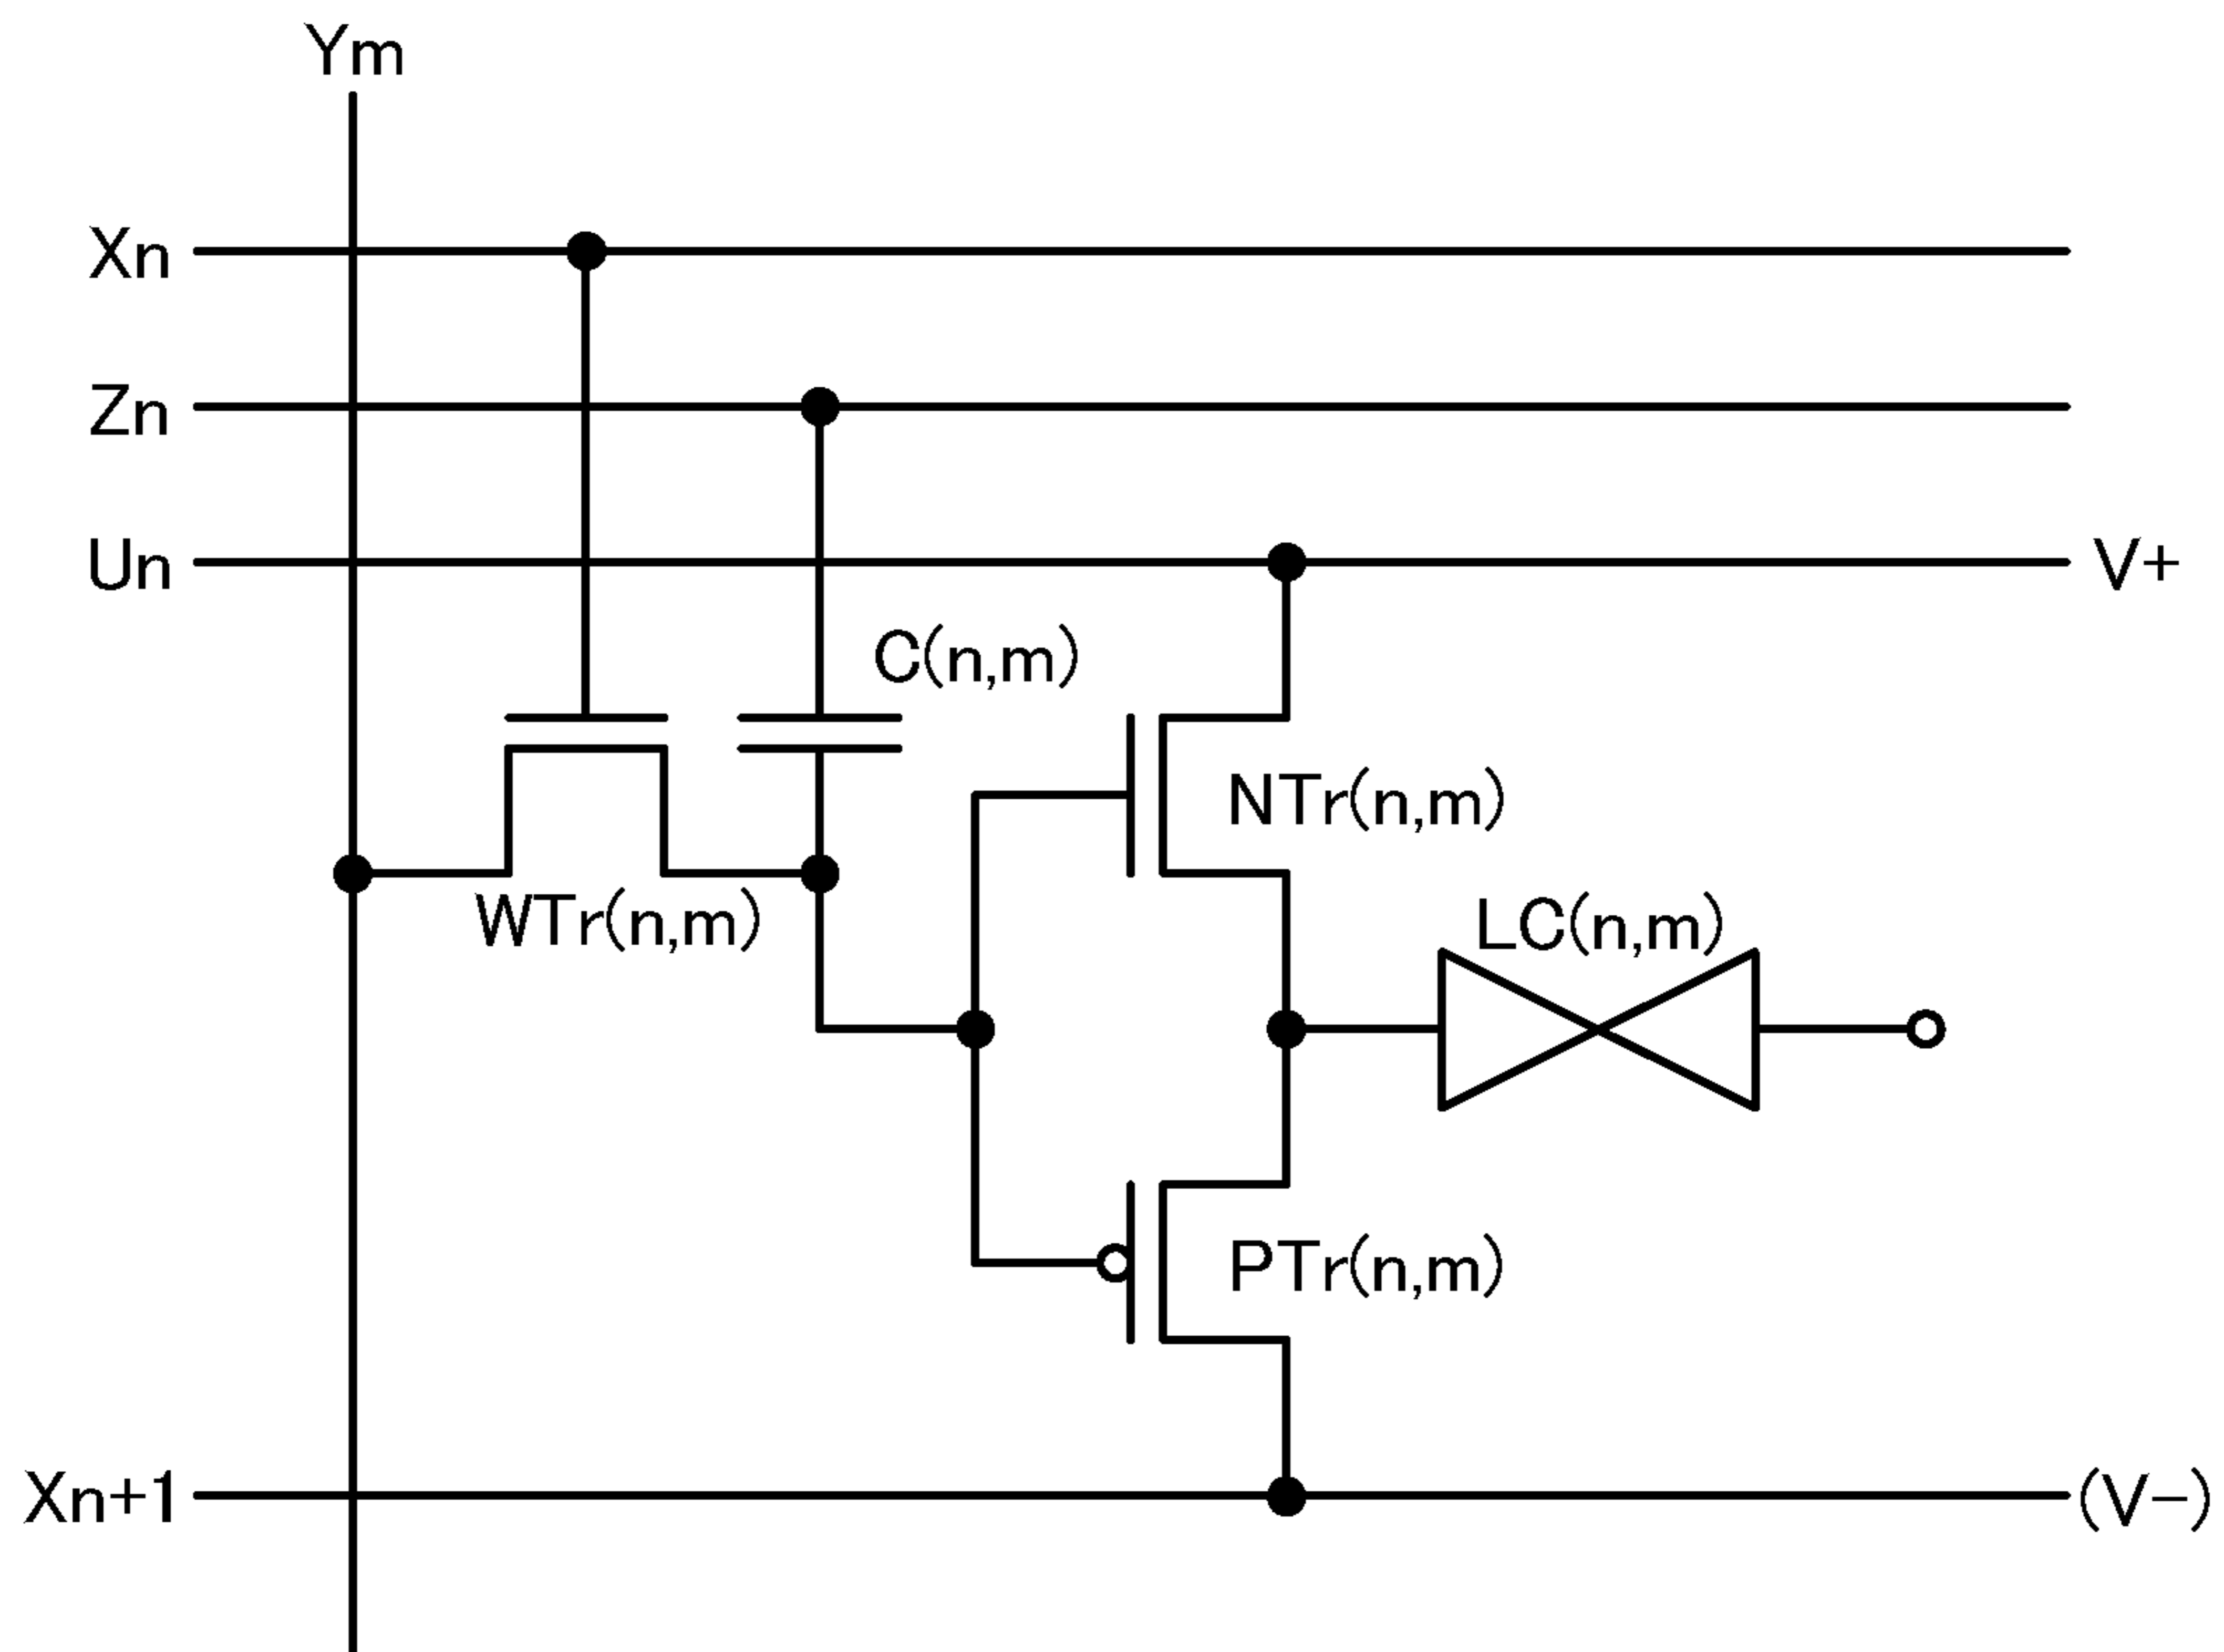 Ym
Xn
Zn
Un
V+
C(n,m)
NTr(n,m)
WTr(n,m)
LC(n,m)
PTr(n,m)
Xn+1
(V−)